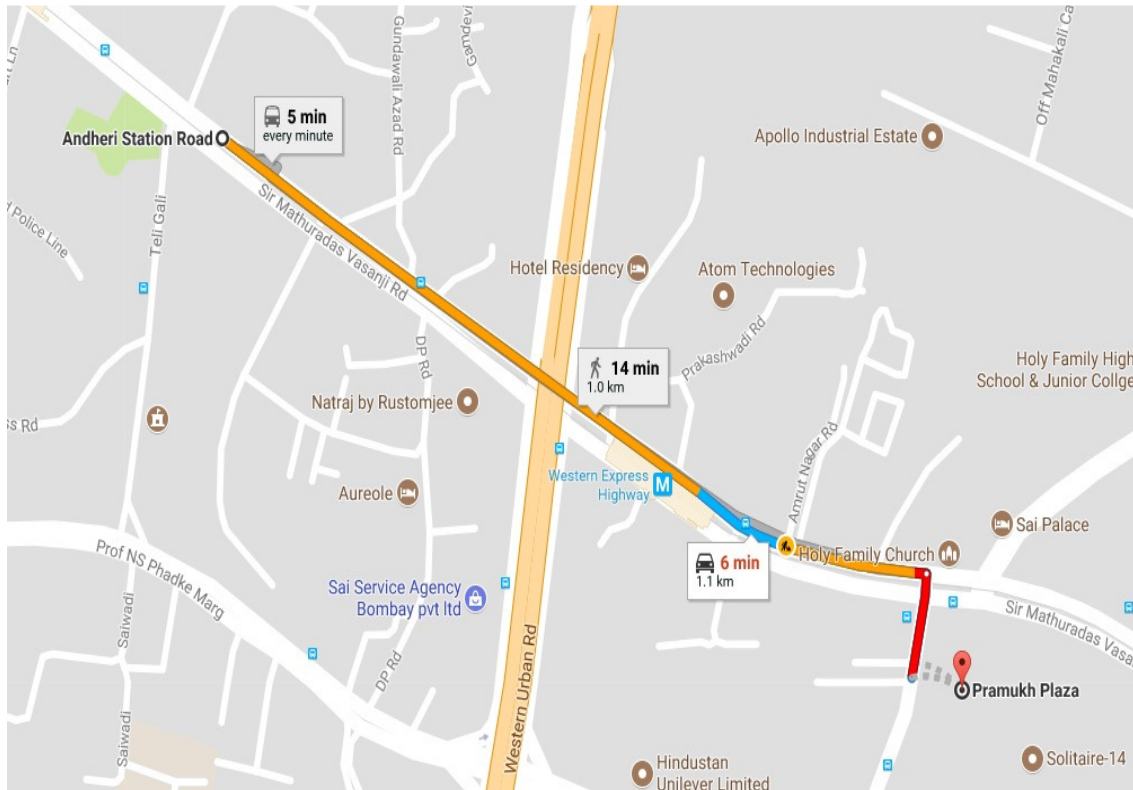 Gundawali Azad Rd
Gamdevi
Off Mahakali Ca
art Ln
5 min
every minute
Andheri Station Road
Apollo Industrial Estate
d Police Line
Teli Gali
Sir Mathuradas Vasanji Rd
Hotel Residency
Atom Technologies
Prakashwadi Rd
DP Rd
14 min
1.0 km
Holy Family High
School & Junior Collge
Natraj by Rustomjee
ss Rd
Amrut Nagar Rd
Western Express
Highway
M
Aureole
Sai Palace
Prof NS Phadke Marg
6 min
1.1 km
Holy Family Church
Sai Service Agency
Bombay pvt ltd
Sir Mathuradas Vasa
Saiwadi
DP Rd
Western Urban Rd
Pramukh Plaza
Saiwadi
Hindustan
Unilever Limited
Solitaire-14